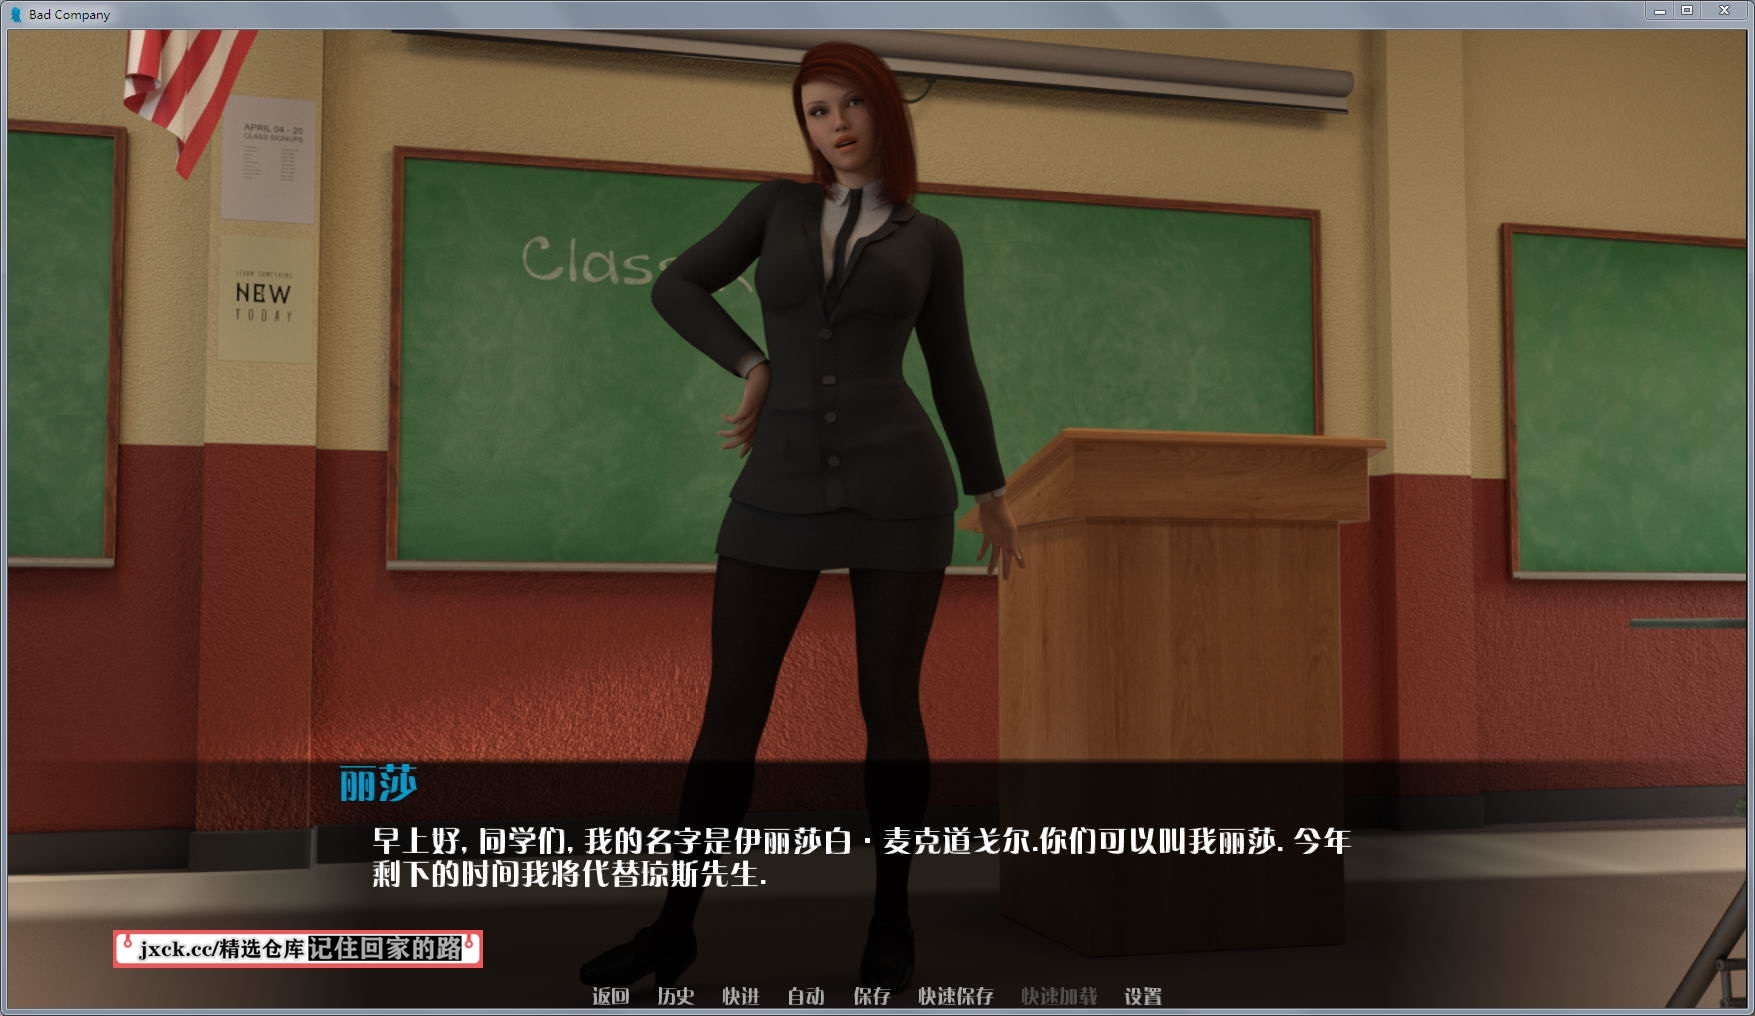 Bad Company
APRIL 04 - 20
CLASS SIGNUPS
LEARN SOMETHING
NEW
TODAY
Class
丽莎
早上好, 同学们, 我的名字是伊丽莎白·麦克道戈尔.你们可以叫我丽莎. 今年
剩下的时间我将代替琼斯先生.
jxck.cc/精选仓库记住回家的路
返回 历史 快进 自动 保存 快速保存 快速加载 设置